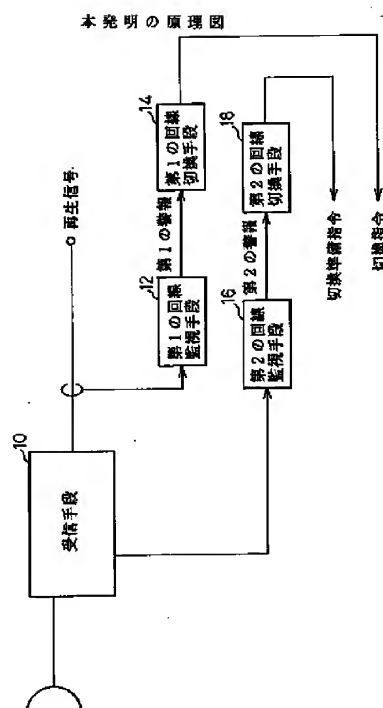 本発明の原理図
10
受信手段
再生信号
12
第1の回線
監視手段
第1の警報
14
第1の回線
切換手段
16
第2の回線
監視手段
第2の警報
18
第2の回線
切換手段
切換準備指令
切換指令